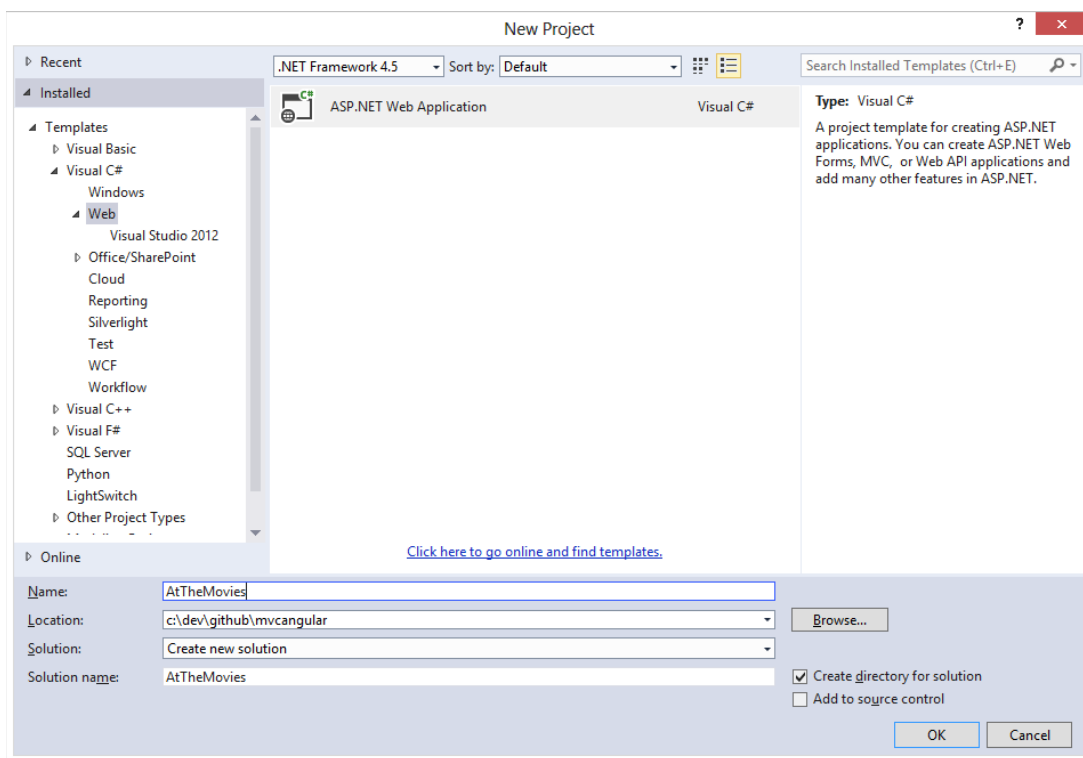 New Project
?
Recent
Installed
Templates
Visual Basic
Visual C#
Windows
Web
Visual Studio 2012
Office/SharePoint
Cloud
Reporting
Silverlight
Test
WCF
Workflow
Visual C++
Visual F#
SQL Server
Python
LightSwitch
Other Project Types
Online
.NET Framework 4.5
Sort by: Default
C#
ASP.NET Web Application Visual C#
Click here to go online and find templates.
Search Installed Templates (Ctrl+E)
Type: Visual C#
A project template for creating ASP.NET
applications. You can create ASP.NET Web
Forms, MVC, or Web API applications and
add many other features in ASP.NET.
Name: AtTheMovies
Location: c:\dev\github\mvcangular
Browse...
Solution: Create new solution
Solution name: AtTheMovies
Create directory for solution
Add to source control
OK Cancel